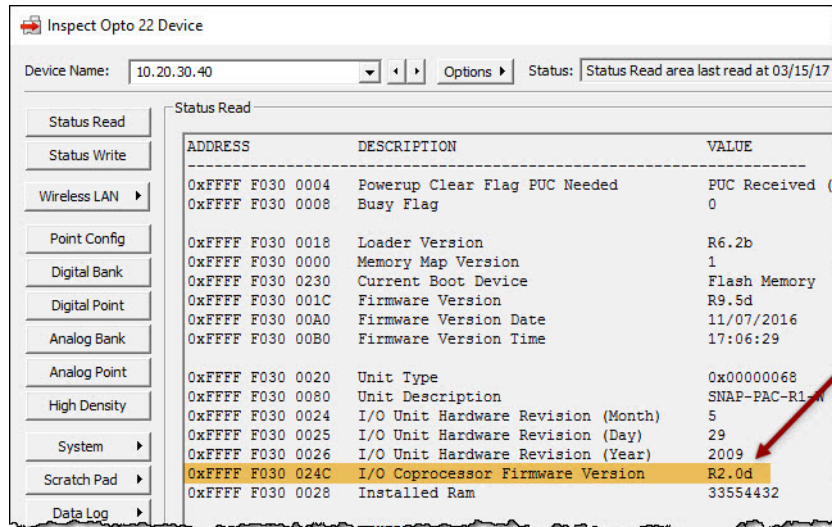 Inspect Opto 22 Device
Device Name: 10.20.30.40 Options Status: Status Read area last read at 03/15/17
Status Read
Status Write
Wireless LAN
Point Config
Digital Bank
Digital Point
Analog Bank
Analog Point
High Density
System
Scratch Pad
Data Log
Status Read
ADDRESS DESCRIPTION VALUE
--------------------------------------------------------------------------------
0xFFFF F030 0004 Powerup Clear Flag PUC Needed PUC Received (
0xFFFF F030 0008 Busy Flag 0
0xFFFF F030 0018 Loader Version R6.2b
0xFFFF F030 0000 Memory Map Version 1
0xFFFF F030 0230 Current Boot Device Flash Memory
0xFFFF F030 001C Firmware Version R9.5d
0xFFFF F030 00A0 Firmware Version Date 11/07/2016
0xFFFF F030 00B0 Firmware Version Time 17:06:29
0xFFFF F030 0020 Unit Type 0x00000068
0xFFFF F030 0080 Unit Description SNAP-PAC-R1-W
0xFFFF F030 0024 I/O Unit Hardware Revision (Month) 5
0xFFFF F030 0025 I/O Unit Hardware Revision (Day) 29
0xFFFF F030 0026 I/O Unit Hardware Revision (Year) 2009
0xFFFF F030 024C I/O Coprocessor Firmware Version R2.0d
0xFFFF F030 0028 Installed Ram 33554432